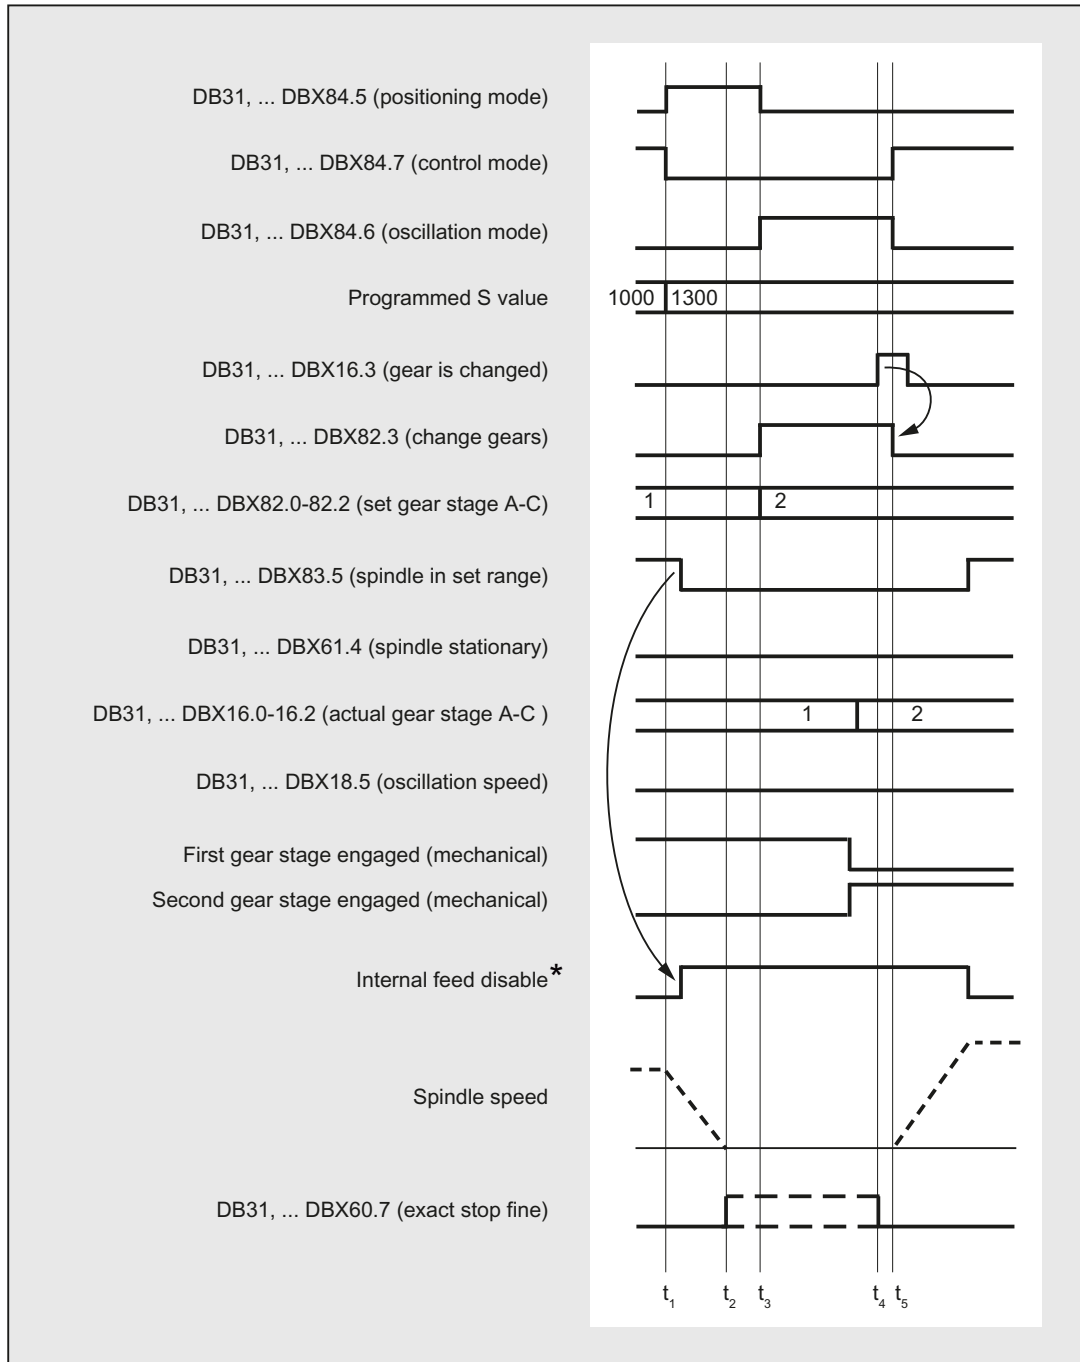 DB31, ... DBX84.5 (positioning mode)
DB31, ... DBX84.7 (control mode)
DB31, ... DBX84.6 (oscillation mode)
Programmed S value 1000 1300
DB31, ... DBX16.3 (gear is changed)
DB31, ... DBX82.3 (change gears)
DB31, ... DBX82.0-82.2 (set gear stage A-C) 1 2
DB31, ... DBX83.5 (spindle in set range)
DB31, ... DBX61.4 (spindle stationary)
DB31, ... DBX16.0-16.2 (actual gear stage A-C ) 1 2
DB31, ... DBX18.5 (oscillation speed)
First gear stage engaged (mechanical)
Second gear stage engaged (mechanical)
Internal feed disable*
Spindle speed
DB31, ... DBX60.7 (exact stop fine)
t1 t2 t3 t4 t5